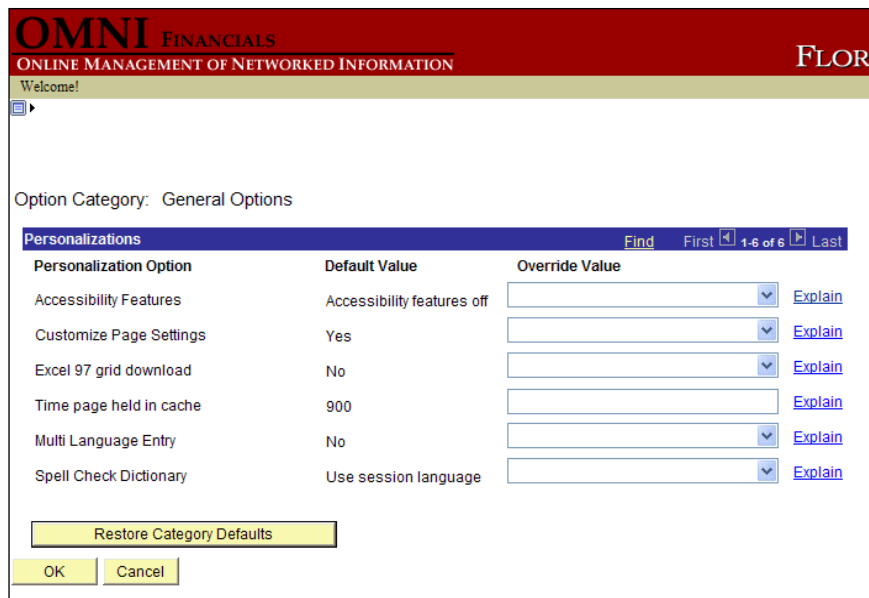 OMNI FINANCIALS
ONLINE MANAGEMENT OF NETWORKED INFORMATION
FLOR
Welcome!
Option Category: General Options
Personalizations Find First 1-6 of 6 Last
Personalization Option Default Value Override Value
Accessibility Features Accessibility features off Explain
Customize Page Settings Yes Explain
Excel 97 grid download No Explain
Time page held in cache 900 Explain
Multi Language Entry No Explain
Spell Check Dictionary Use session language Explain
Restore Category Defaults
OK Cancel